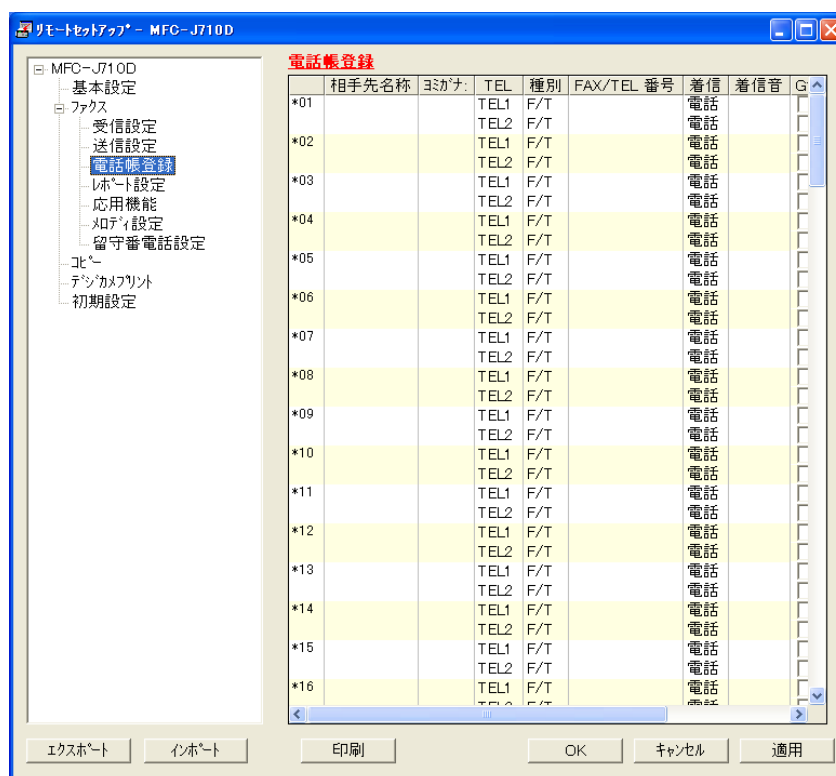 リモートセットアップ - MFC-J710D
MFC-J710D
基本設定
ファクス
受信設定
送信設定
電話帳登録
レポート設定
応用機能
メロディ設定
留守番電話設定
コピー
デジカメプリント
初期設定
電話帳登録
相手先名称 ヨミガナ: TEL 種別 FAX/TEL 番号 着信 着信音 G
*01 TEL1 F/T 電話
TEL2 F/T 電話
*02 TEL1 F/T 電話
TEL2 F/T 電話
*03 TEL1 F/T 電話
TEL2 F/T 電話
*04 TEL1 F/T 電話
TEL2 F/T 電話
*05 TEL1 F/T 電話
TEL2 F/T 電話
*06 TEL1 F/T 電話
TEL2 F/T 電話
*07 TEL1 F/T 電話
TEL2 F/T 電話
*08 TEL1 F/T 電話
TEL2 F/T 電話
*09 TEL1 F/T 電話
TEL2 F/T 電話
*10 TEL1 F/T 電話
TEL2 F/T 電話
*11 TEL1 F/T 電話
TEL2 F/T 電話
*12 TEL1 F/T 電話
TEL2 F/T 電話
*13 TEL1 F/T 電話
TEL2 F/T 電話
*14 TEL1 F/T 電話
TEL2 F/T 電話
*15 TEL1 F/T 電話
TEL2 F/T 電話
*16 TEL1 F/T 電話
エクスポート インポート 印刷 OK キャンセル 適用